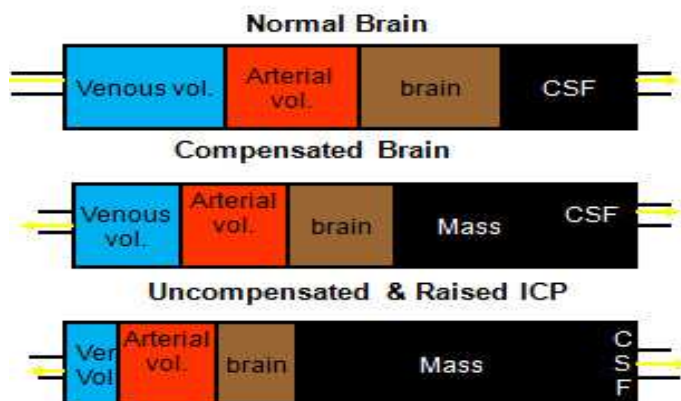 Normal Brain
Venous vol.
Arterial
vol.
brain
CSF
Compensated Brain
Venous
vol.
Arterial
vol.
brain
Mass
CSF
Uncompensated & Raised ICP
Ver
Vol
Arterial
vol.
brain
Mass
C
S
F